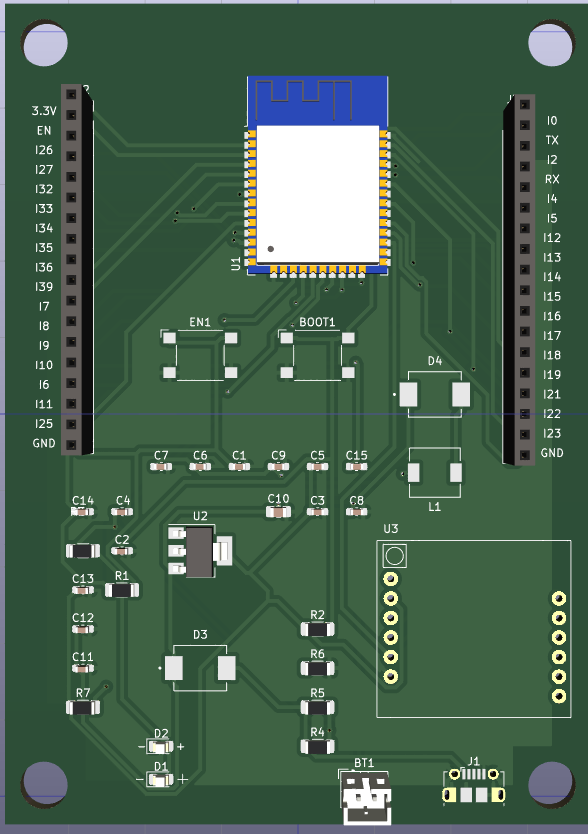 3.3V
EN
I26
I27
I32
I33
I34
I35
I36
I39
I7
I8
I9
I10
I6
I11
I25
GND
U1
I0
TX
I2
RX
I4
I5
I12
I13
I14
I15
I16
I17
I18
I19
I21
I22
I23
GND
EN1
BOOT1
D4
C7
C6
C1
C9
C5
C15
L1
C14
C4
C10
C3
C8
U2
U3
C2
C13
R1
C12
R2
D3
C11
R6
R7
R5
D2
- +
R4
D1
- +
BT1
J1